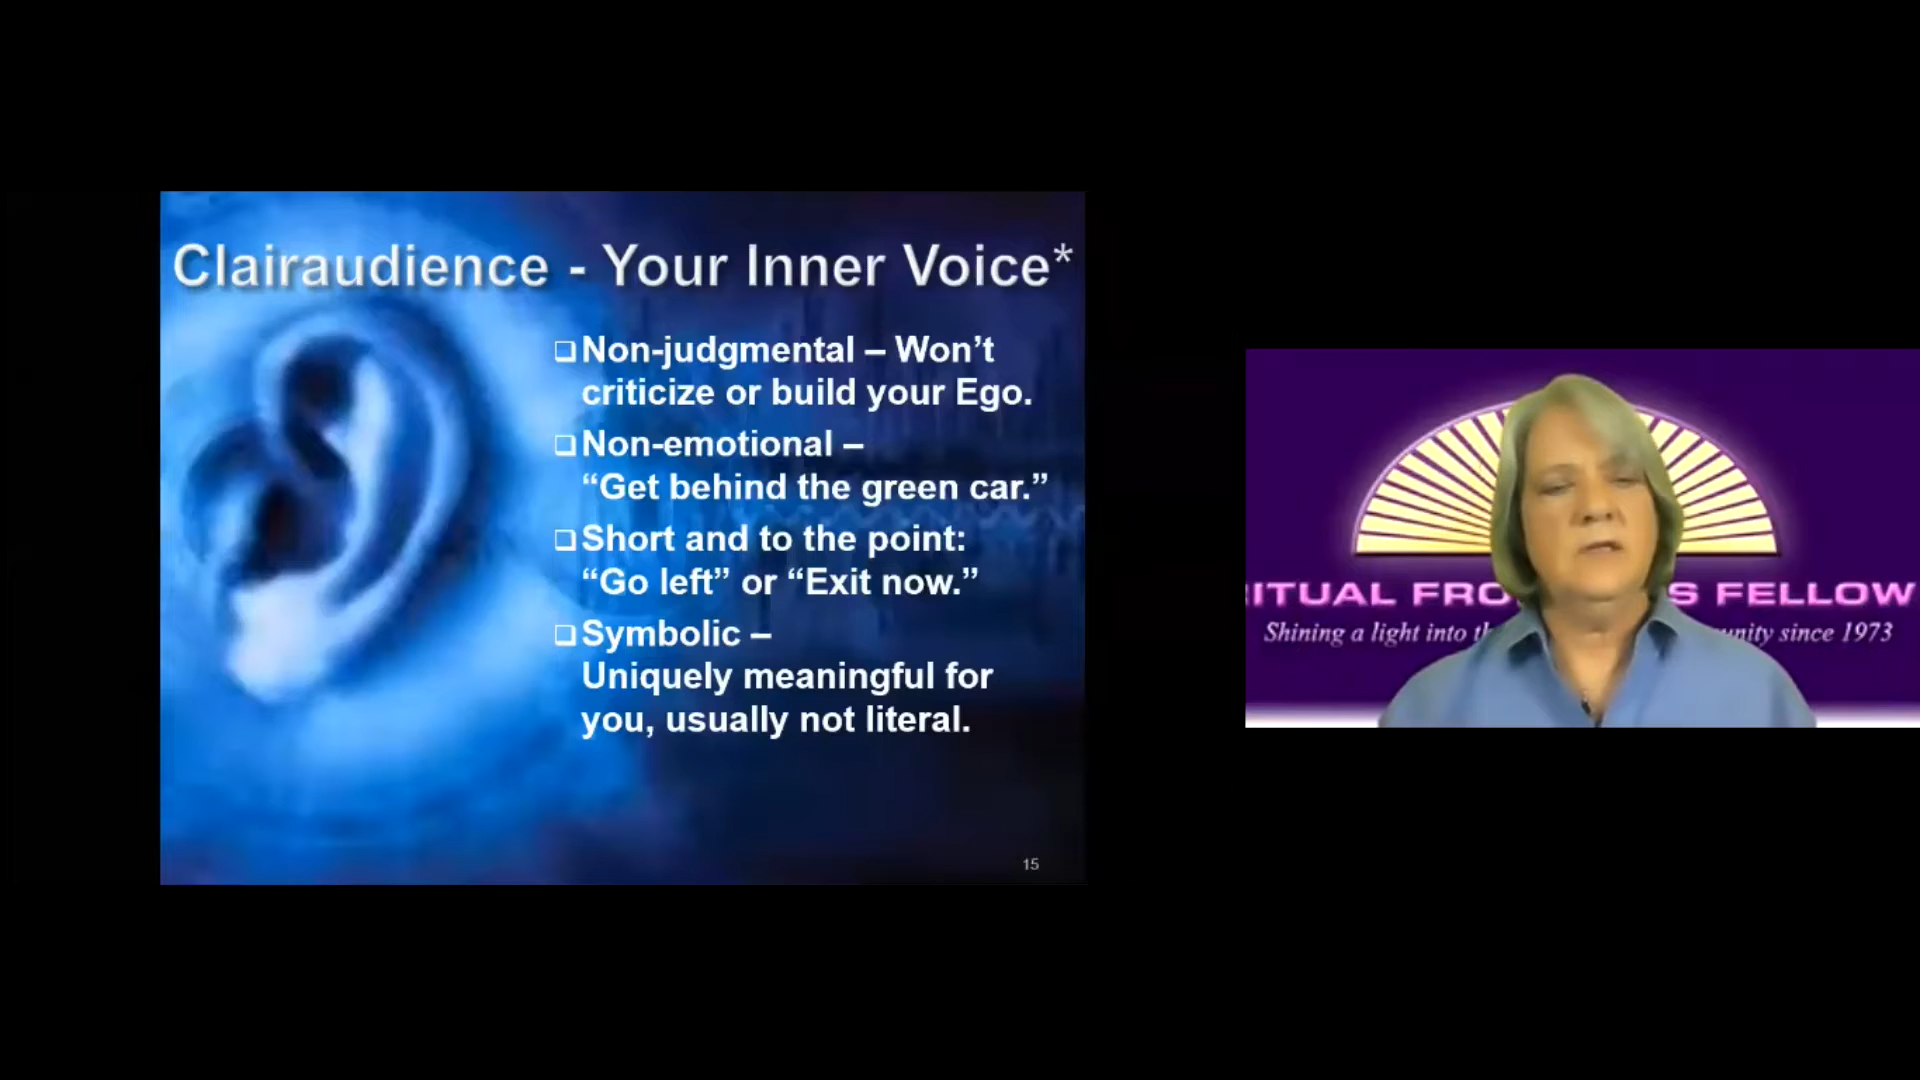 Clairaudience - Your Inner Voice*
❑ Non-judgmental – Won’t
criticize or build your Ego.
❑ Non-emotional –
“Get behind the green car.”
❑ Short and to the point:
“Go left” or “Exit now.”
❑ Symbolic –
Uniquely meaningful for
you, usually not literal.
15
RITUAL FRO S FELLOW
Shining a light into th unity since 1973